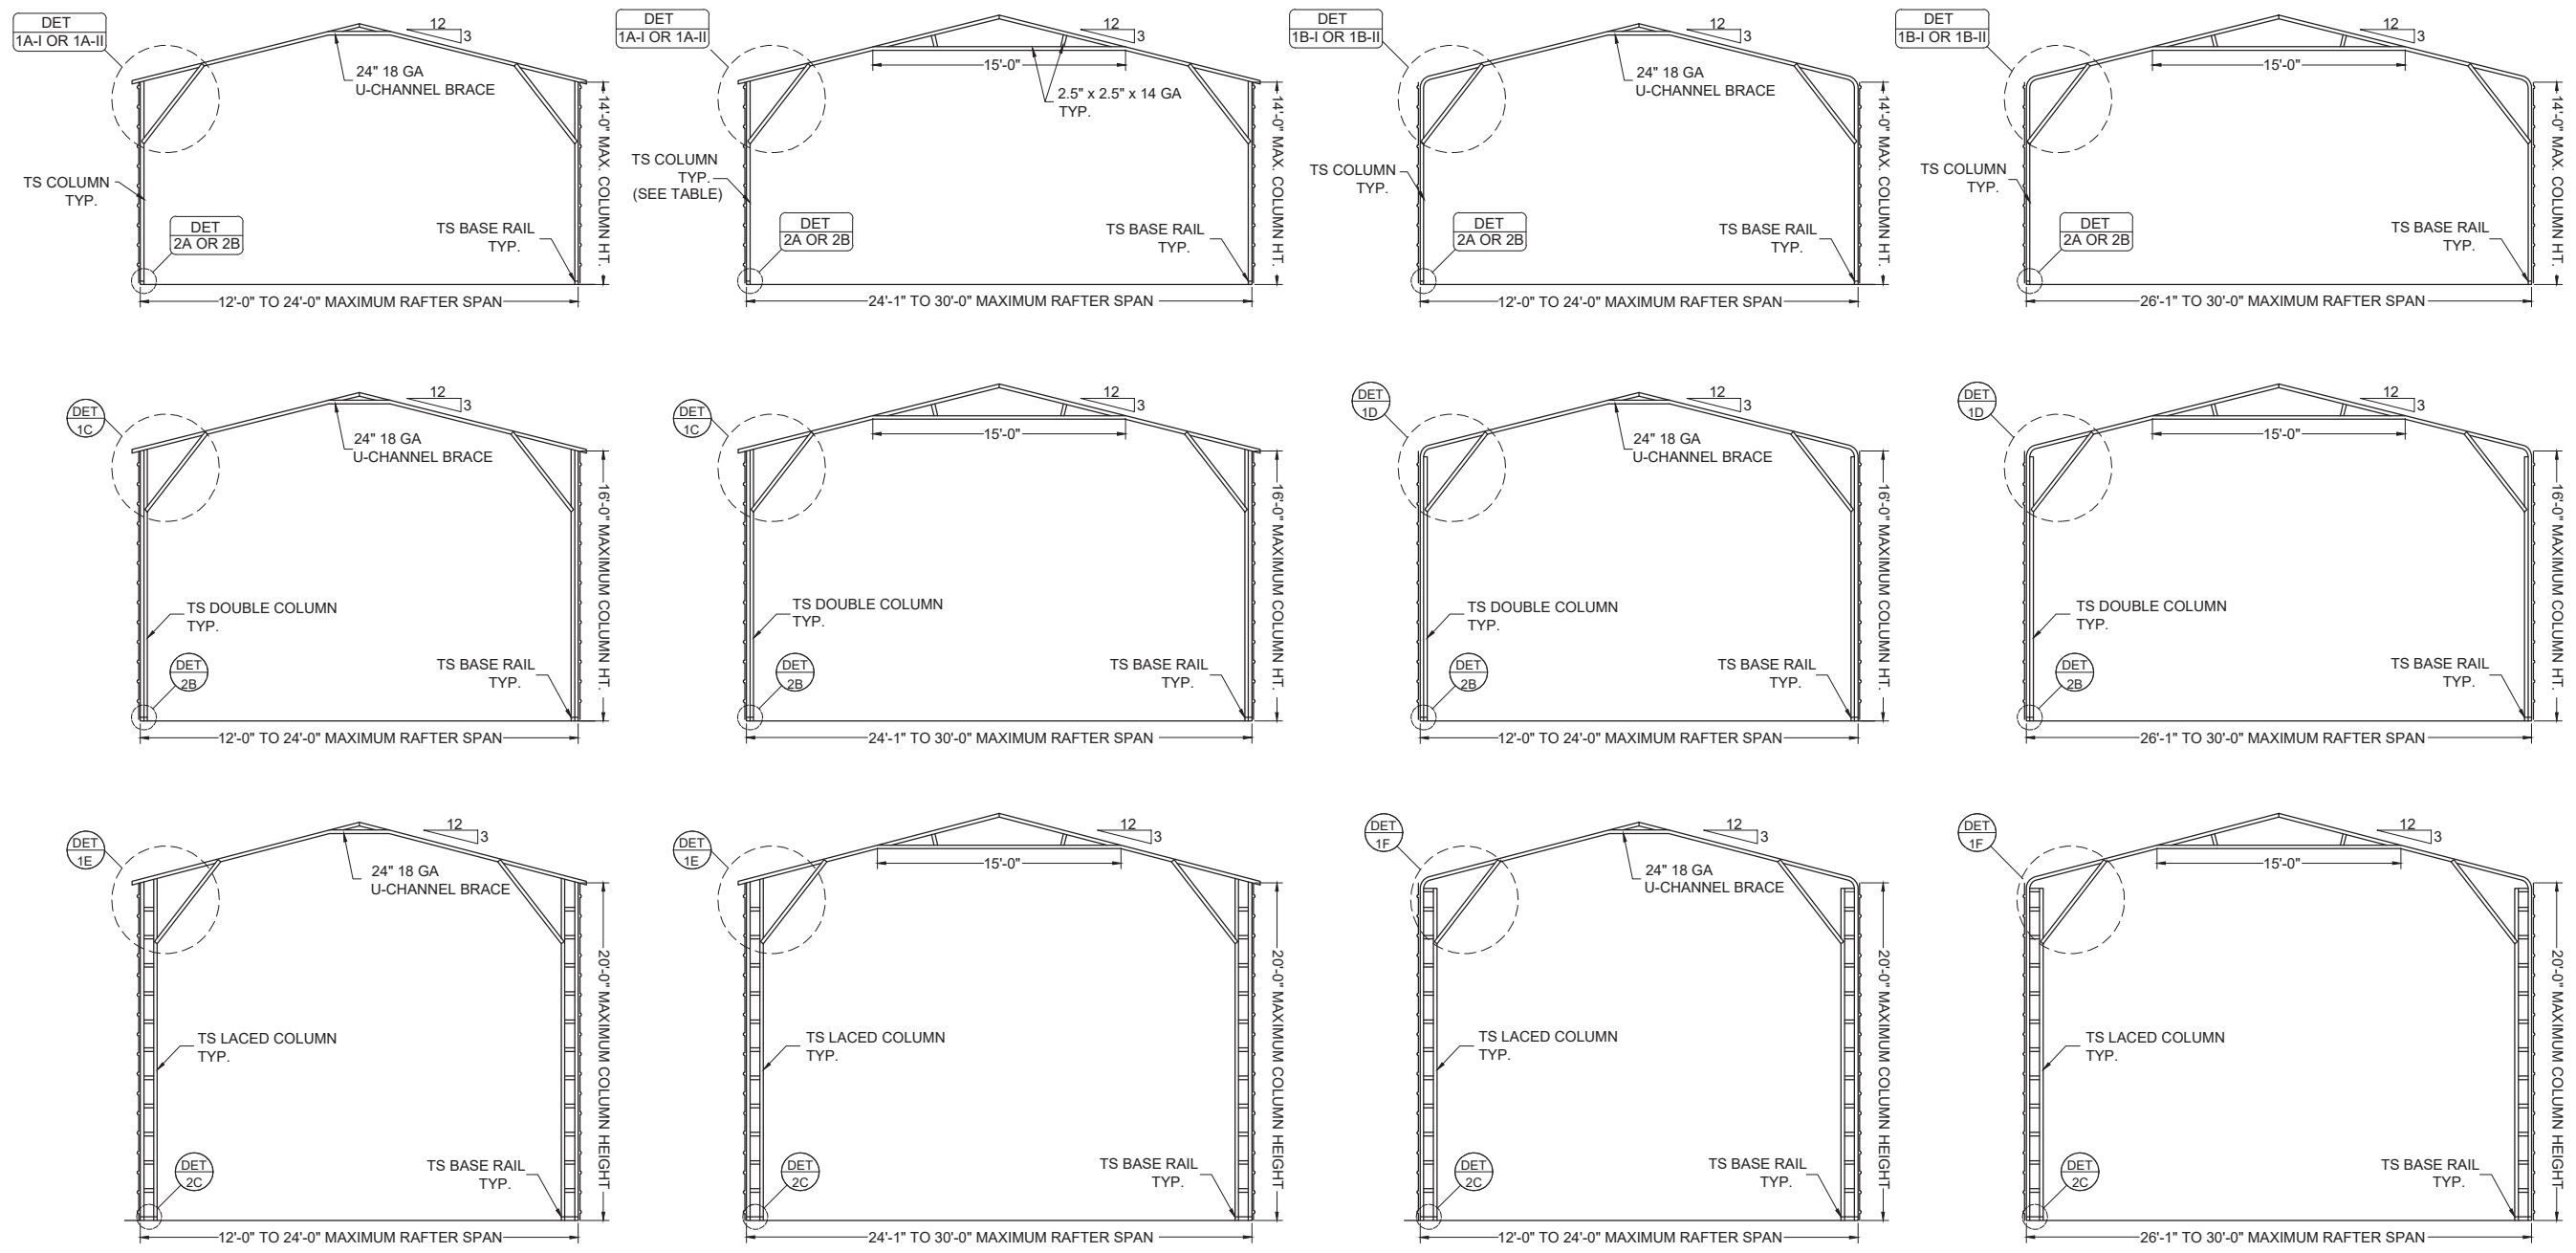 DET
1A-I OR 1A-II
12
3
24" 18 GA
U-CHANNEL BRACE
TS COLUMN
TYP.
DET
2A OR 2B
TS BASE RAIL
TYP.
14'-0" MAX. COLUMN HT.
12'-0" TO 24'-0" MAXIMUM RAFTER SPAN
DET
1A-I OR 1A-II
12
3
15'-0"
2.5" x 2.5" x 14 GA
TYP.
TS COLUMN
TYP.
(SEE TABLE)
DET
2A OR 2B
TS BASE RAIL
TYP.
14'-0" MAX. COLUMN HT.
24'-1" TO 30'-0" MAXIMUM RAFTER SPAN
DET
1B-I OR 1B-II
12
3
24" 18 GA
U-CHANNEL BRACE
TS COLUMN
TYP.
DET
2A OR 2B
TS BASE RAIL
TYP.
14'-0" MAX. COLUMN HT.
12'-0" TO 24'-0" MAXIMUM RAFTER SPAN
DET
1B-I OR 1B-II
12
3
15'-0"
TS COLUMN
TYP.
DET
2A OR 2B
TS BASE RAIL
TYP.
14'-0" MAX. COLUMN HT.
26'-1" TO 30'-0" MAXIMUM RAFTER SPAN
DET
1C
12
3
24" 18 GA
U-CHANNEL BRACE
TS DOUBLE COLUMN
TYP.
DET
2B
TS BASE RAIL
TYP.
16'-0" MAXIMUM COLUMN HT.
12'-0" TO 24'-0" MAXIMUM RAFTER SPAN
DET
1C
12
3
15'-0"
TS DOUBLE COLUMN
TYP.
DET
2B
TS BASE RAIL
TYP.
16'-0" MAXIMUM COLUMN HT.
24'-1" TO 30'-0" MAXIMUM RAFTER SPAN
DET
1D
12
3
24" 18 GA
U-CHANNEL BRACE
TS DOUBLE COLUMN
TYP.
DET
2B
TS BASE RAIL
TYP.
16'-0" MAXIMUM COLUMN HT.
12'-0" TO 24'-0" MAXIMUM RAFTER SPAN
DET
1D
12
3
15'-0"
TS DOUBLE COLUMN
TYP.
DET
2B
TS BASE RAIL
TYP.
16'-0" MAXIMUM COLUMN HT.
26'-1" TO 30'-0" MAXIMUM RAFTER SPAN
DET
1E
12
3
24" 18 GA
U-CHANNEL BRACE
TS LACED COLUMN
TYP.
DET
2C
TS BASE RAIL
TYP.
20'-0" MAXIMUM COLUMN HEIGHT
12'-0" TO 24'-0" MAXIMUM RAFTER SPAN
DET
1E
12
3
15'-0"
TS LACED COLUMN
TYP.
DET
2C
TS BASE RAIL
TYP.
20'-0" MAXIMUM COLUMN HEIGHT
24'-1" TO 30'-0" MAXIMUM RAFTER SPAN
DET
1F
12
3
24" 18 GA
U-CHANNEL BRACE
TS LACED COLUMN
TYP.
DET
2C
TS BASE RAIL
TYP.
20'-0" MAXIMUM COLUMN HEIGHT
12'-0" TO 24'-0" MAXIMUM RAFTER SPAN
DET
1F
12
3
15'-0"
TS LACED COLUMN
TYP.
DET
2C
TS BASE RAIL
TYP.
20'-0" MAXIMUM COLUMN HEIGHT
26'-1" TO 30'-0" MAXIMUM RAFTER SPAN